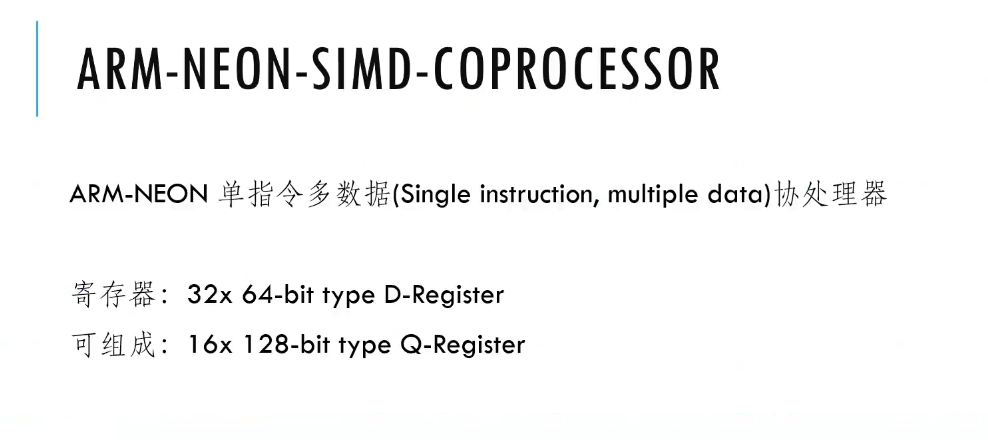 ARM-NEON-SIMD-COPROCESSOR
ARM-NEON 单指令多数据(Single instruction, multiple data)协处理器
寄存器：32x 64-bit type D-Register
可组成：16x 128-bit type Q-Register